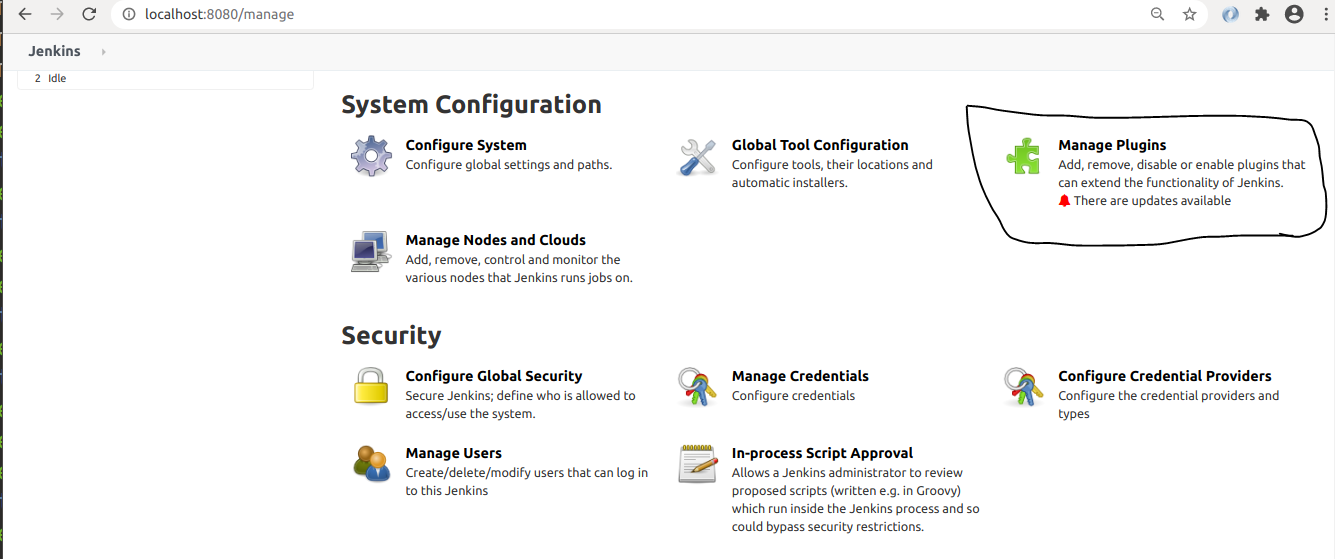 localhost:8080/manage
Jenkins
2 Idle
System Configuration
Configure System
Configure global settings and paths.
Global Tool Configuration
Configure tools, their locations and
automatic installers.
Manage Plugins
Add, remove, disable or enable plugins that
can extend the functionality of Jenkins.
There are updates available
Manage Nodes and Clouds
Add, remove, control and monitor the
various nodes that Jenkins runs jobs on.
Security
Configure Global Security
Secure Jenkins; define who is allowed to
access/use the system.
Manage Credentials
Configure credentials
Configure Credential Providers
Configure the credential providers and
types
Manage Users
Create/delete/modify users that can log in
to this Jenkins
In-process Script Approval
Allows a Jenkins administrator to review
proposed scripts (written e.g. in Groovy)
which run inside the Jenkins process and so
could bypass security restrictions.